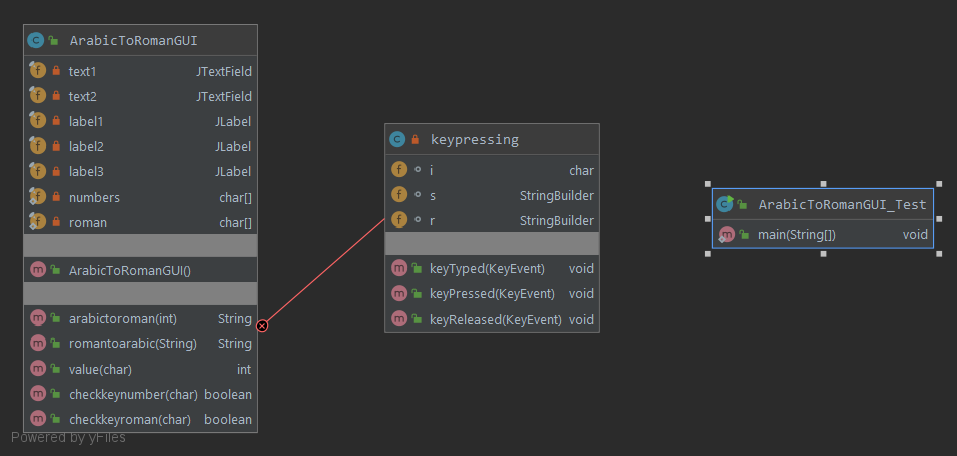 ArabicToRomanGUI
text1 JTextField
text2 JTextField
label1 JLabel
label2 JLabel
label3 JLabel
numbers char[]
roman char[]
ArabicToRomanGUI()
arabictoroman(int) String
romantoarabic(String) String
value(char) int
checkkeynumber(char) boolean
checkkeyroman(char) boolean
Powered by yFiles
keypressing
i char
s StringBuilder
r StringBuilder
keyTyped(KeyEvent) void
keyPressed(KeyEvent) void
keyReleased(KeyEvent) void
ArabicToRomanGUI_Test
main(String[]) void